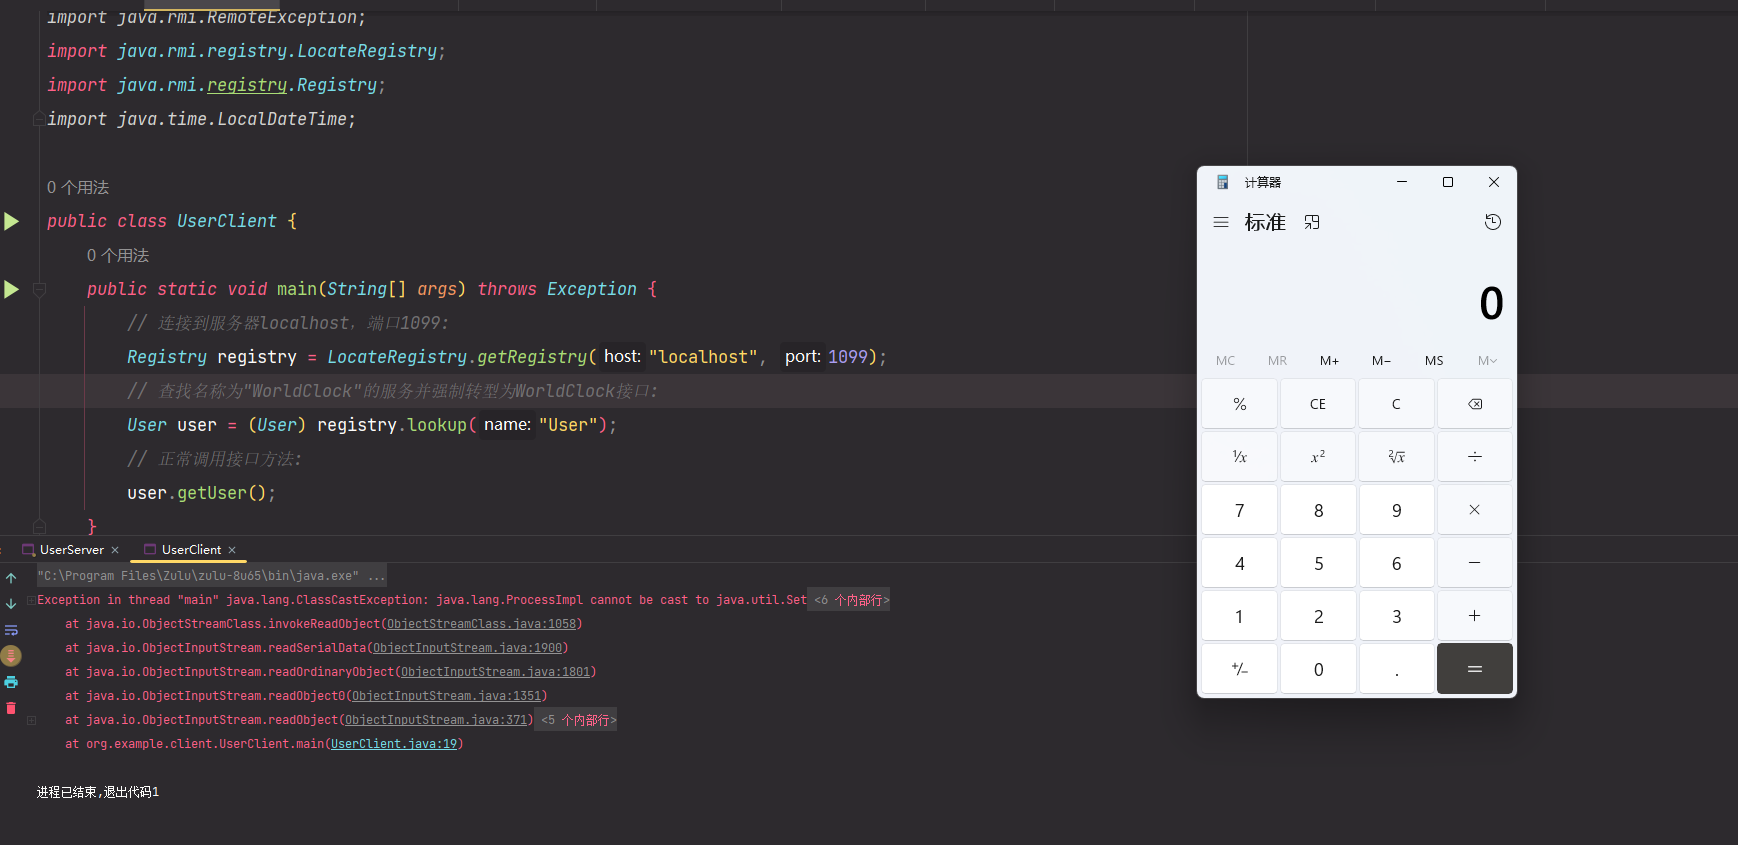 import java.rmi.RemoteException;
import java.rmi.registry.LocateRegistry;
import java.rmi.registry.Registry;
import java.time.LocalDateTime;
0 个用法
public class UserClient {
0 个用法
public static void main(String[] args) throws Exception {
// 连接到服务器localhost，端口1099:
Registry registry = LocateRegistry.getRegistry( host: "localhost", port: 1099);
// 查找名称为"WorldClock"的服务并强制转型为WorldClock接口:
User user = (User) registry.lookup( name: "User");
// 正常调用接口方法:
user.getUser();
}
UserServer ×
UserClient ×
"C:\Program Files\Zulu\zulu-8u65\bin\java.exe" ...
Exception in thread "main" java.lang.ClassCastException: java.lang.ProcessImpl cannot be cast to java.util.Set <6 个内部行>
at java.io.ObjectStreamClass.invokeReadObject(ObjectStreamClass.java:1058)
at java.io.ObjectInputStream.readSerialData(ObjectInputStream.java:1900)
at java.io.ObjectInputStream.readOrdinaryObject(ObjectInputStream.java:1801)
at java.io.ObjectInputStream.readObject0(ObjectInputStream.java:1351)
at java.io.ObjectInputStream.readObject(ObjectInputStream.java:371) <5 个内部行>
at org.example.client.UserClient.main(UserClient.java:19)
进程已结束,退出代码1
计算器
标准
0
MC MR M+ M− MS M˅
% CE C
¹⁄x x² ²√x ÷
7 8 9 ×
4 5 6 −
1 2 3 +
+/− 0 . =